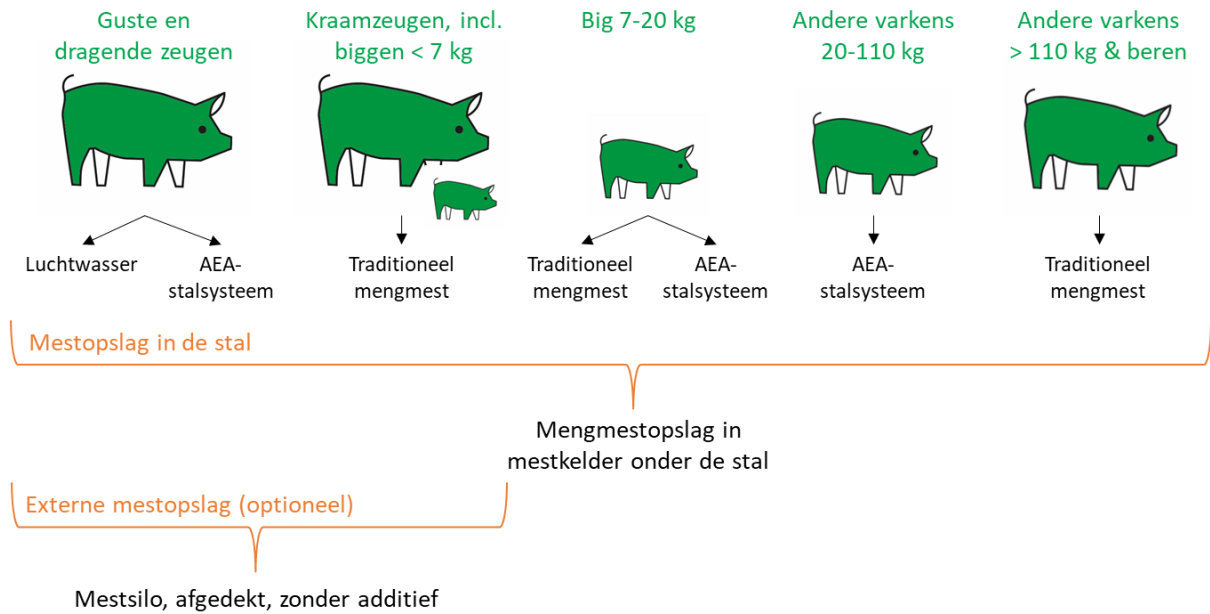 Guste en
dragende zeugen
Kraamzeugen, incl.
biggen < 7 kg
Big 7-20 kg
Andere varkens
20-110 kg
Andere varkens
> 110 kg & beren
Luchtwasser
AEA-
stalsysteem
Traditioneel
mengmest
Traditioneel
mengmest
AEA-
stalsysteem
AEA-
stalsysteem
Traditioneel
mengmest
Mestopslag in de stal
Mengmestopslag in
mestkelder onder de stal
Externe mestopslag (optioneel)
Mestsilo, afgedekt, zonder additief